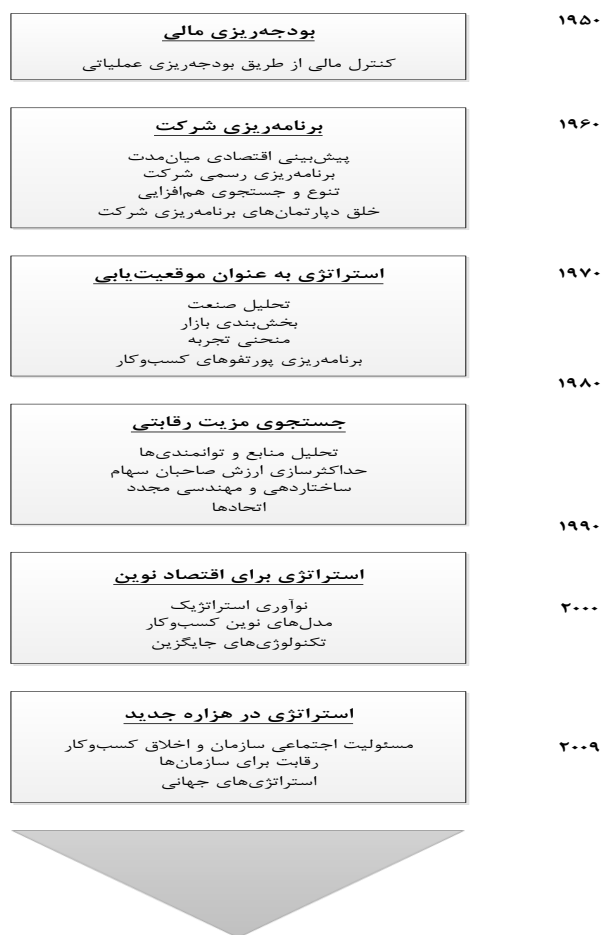 ۱۹۵۰
بودجه‌ریزی مالی
کنترل مالی از طریق بودجه‌ریزی عملیاتی
۱۹۶۰
برنامه‌ریزی شرکت
پیش‌بینی اقتصادی میان‌مدت
برنامه‌ریزی رسمی شرکت
تنوع و جستجوی هم‌افزایی
خلق دپارتمان‌های برنامه‌ریزی شرکت
۱۹۷۰
استراتژی به عنوان موقعیت‌یابی
تحلیل صنعت
بخش‌بندی بازار
منحنی تجربه
برنامه‌ریزی پورتفوهای کسب‌وکار
۱۹۸۰
جستجوی مزیت رقابتی
تحلیل منابع و توانمندی‌ها
حداکثرسازی ارزش صاحبان سهام
ساختاردهی و مهندسی مجدد
اتحادها
۱۹۹۰
استراتژی برای اقتصاد نوین
نوآوری استراتژیک
مدل‌های نوین کسب‌وکار
تکنولوژی‌های جایگزین
۲۰۰۰
استراتژی در هزاره جدید
مسئولیت اجتماعی سازمان و اخلاق کسب‌وکار
رقابت برای سازمان‌ها
استراتژی‌های جهانی
۲۰۰۹